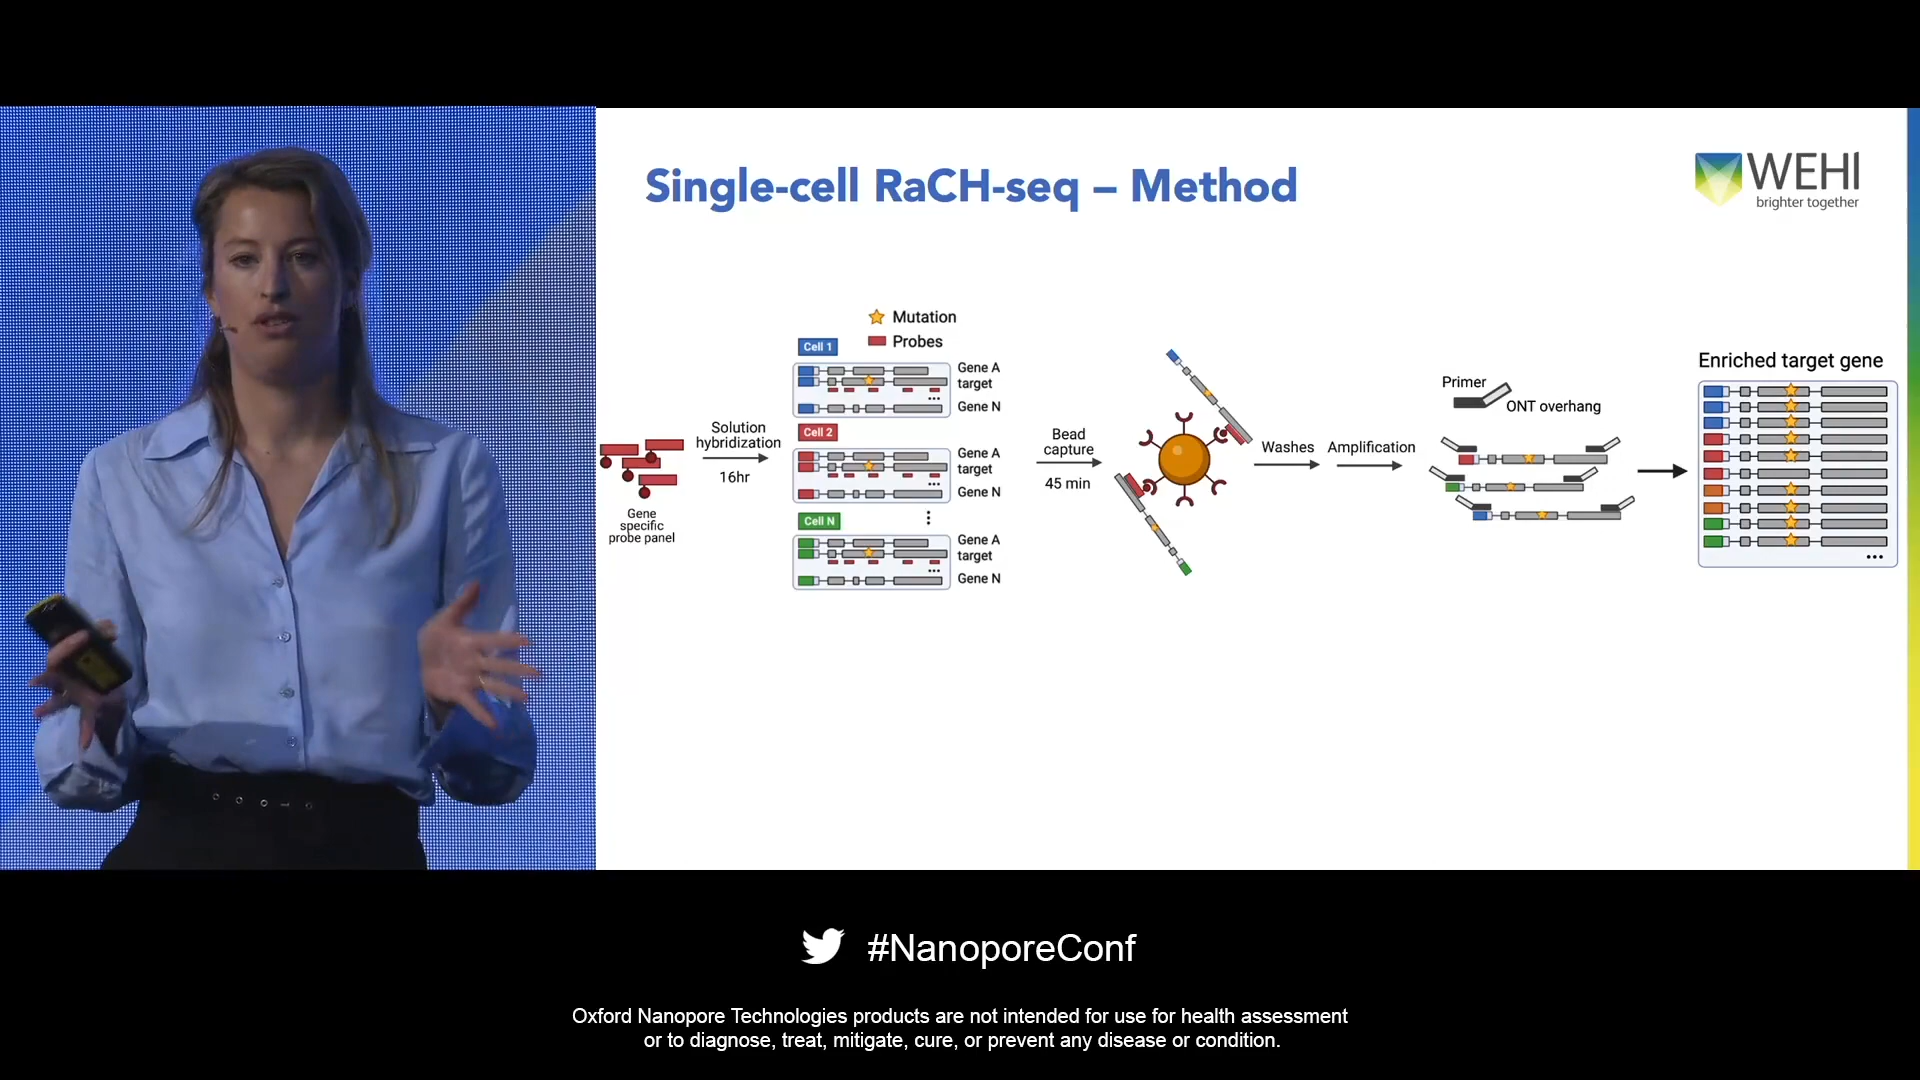 Single-cell RaCH-seq – Method
WEHI
brighter together
Mutation
Probes
Cell 1
Gene A
target
...
Gene N
Cell 2
Gene A
target
...
Gene N
Cell N
Gene A
target
...
Gene N
Gene
specific
probe panel
Solution
hybridization
16hr
Bead
capture
45 min
Washes
Amplification
Primer
ONT overhang
Enriched target gene
...
#NanoporeConf
Oxford Nanopore Technologies products are not intended for use for health assessment
or to diagnose, treat, mitigate, cure, or prevent any disease or condition.